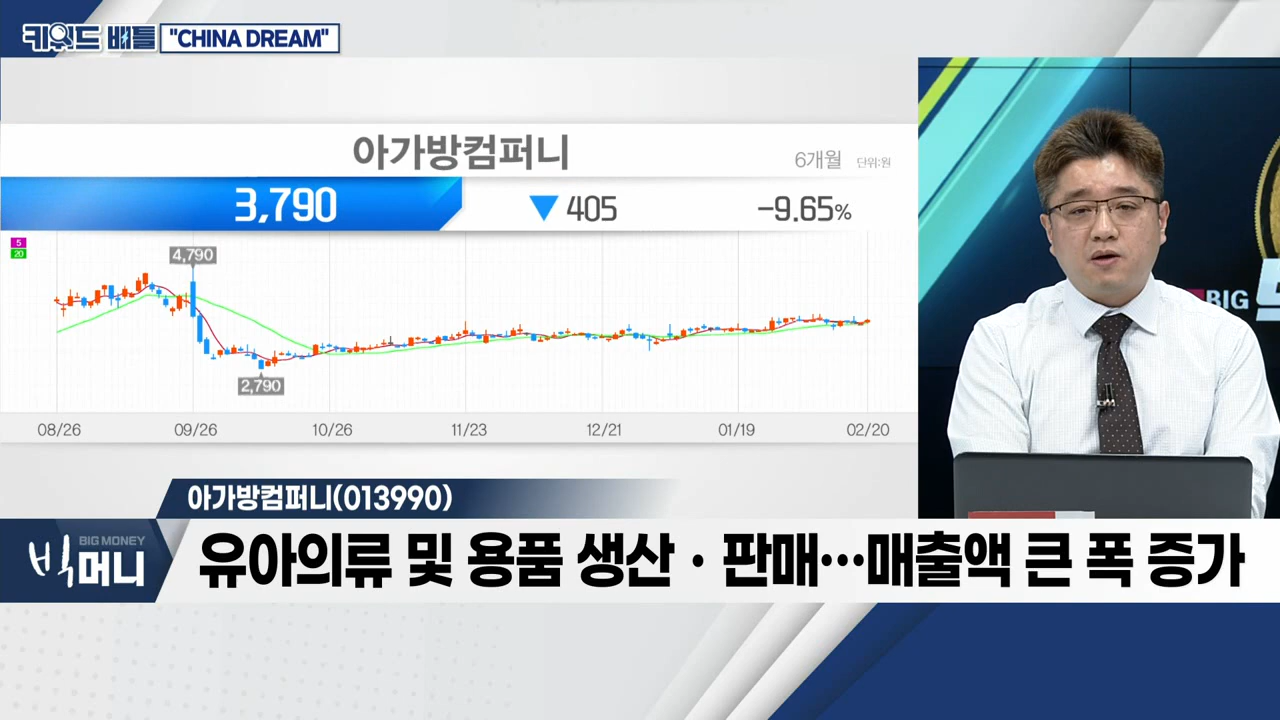 키워드 배틀 "CHINA DREAM"
아가방컴퍼니
6개월 단위:원
3,790 ▼ 405 -9.65%
5
20
4,790
2,790
08/26 09/26 10/26 11/23 12/21 01/19 02/20
BIG
아가방컴퍼니(013990)
BIG MONEY
빅머니
유아의류 및 용품 생산·판매…매출액 큰 폭 증가